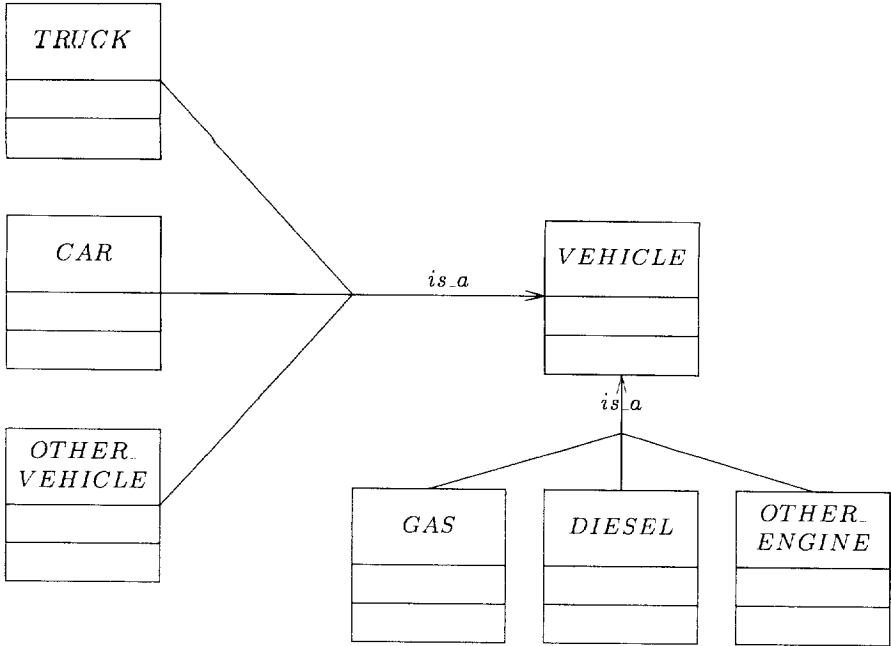 TRUCK
CAR
is_a
VEHICLE
is_a
OTHER_
VEHICLE
GAS
DIESEL
OTHER_
ENGINE